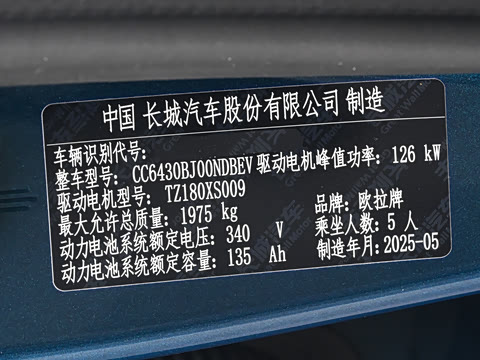 中国 长城汽车股份有限公司 制造
车辆识别代号:
整车型号: CC6430BJ00NDBEV 驱动电机峰值功率: 126 kW
驱动电机型号: TZ180XS009
最大允许总质量: 1975 kg 品牌: 欧拉牌
动力电池系统额定电压: 340 V 乘坐人数: 5 人
动力电池系统额定容量: 135 Ah 制造年月: 2025-05